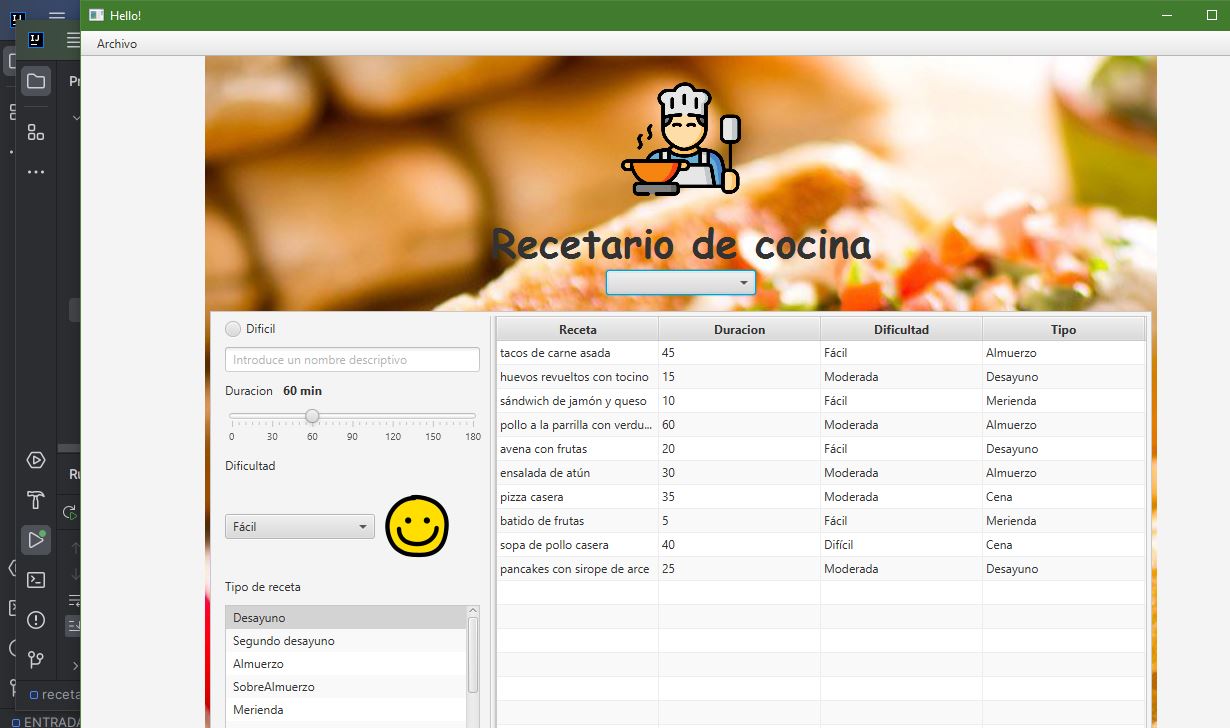 Hello!
Archivo
Recetario de cocina
Dificil
Introduce un nombre descriptivo
Duracion 60 min
0 30 60 90 120 150 180
Dificultad
Fácil
Tipo de receta
Desayuno
Segundo desayuno
Almuerzo
SobreAlmuerzo
Merienda
Receta Duracion Dificultad Tipo
tacos de carne asada 45 Fácil Almuerzo
huevos revueltos con tocino 15 Moderada Desayuno
sándwich de jamón y queso 10 Fácil Merienda
pollo a la parrilla con verdu... 60 Moderada Almuerzo
avena con frutas 20 Fácil Desayuno
ensalada de atún 30 Moderada Almuerzo
pizza casera 35 Moderada Cena
batido de frutas 5 Fácil Merienda
sopa de pollo casera 40 Difícil Cena
pancakes con sirope de arce 25 Moderada Desayuno
IJ
Pr
Ru
receta
ENTRADA